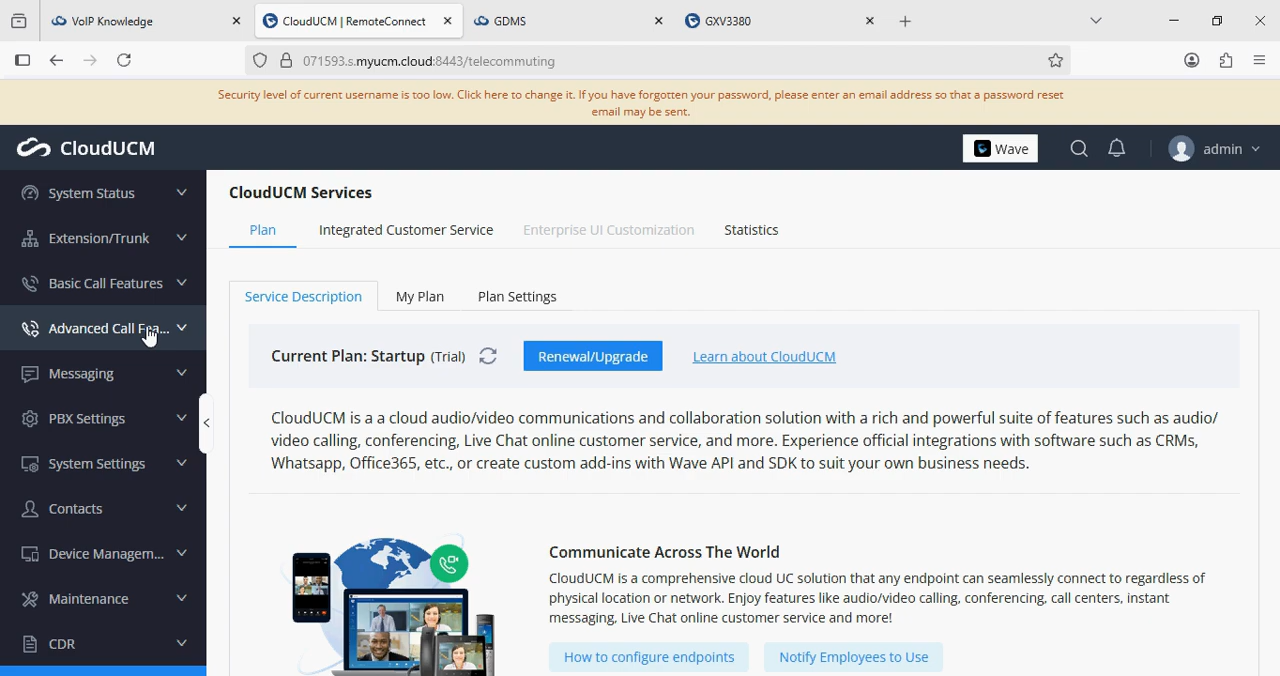 VoIP Knowledge
CloudUCM | RemoteConnect
GDMS
GXV3380
071593.s.myucm.cloud:8443/telecommuting
Security level of current username is too low. Click here to change it. If you have forgotten your password, please enter an email address so that a password reset
email may be sent.
CloudUCM
Wave
admin
System Status
Extension/Trunk
Basic Call Features
Advanced Call Fea...
Messaging
PBX Settings
System Settings
Contacts
Device Managem...
Maintenance
CDR
CloudUCM Services
Plan
Integrated Customer Service
Enterprise UI Customization
Statistics
Service Description
My Plan
Plan Settings
Current Plan: Startup (Trial)
Renewal/Upgrade
Learn about CloudUCM
CloudUCM is a a cloud audio/video communications and collaboration solution with a rich and powerful suite of features such as audio/
video calling, conferencing, Live Chat online customer service, and more. Experience official integrations with software such as CRMs,
Whatsapp, Office365, etc., or create custom add-ins with Wave API and SDK to suit your own business needs.
Communicate Across The World
CloudUCM is a comprehensive cloud UC solution that any endpoint can seamlessly connect to regardless of
physical location or network. Enjoy features like audio/video calling, conferencing, call centers, instant
messaging, Live Chat online customer service and more!
How to configure endpoints
Notify Employees to Use